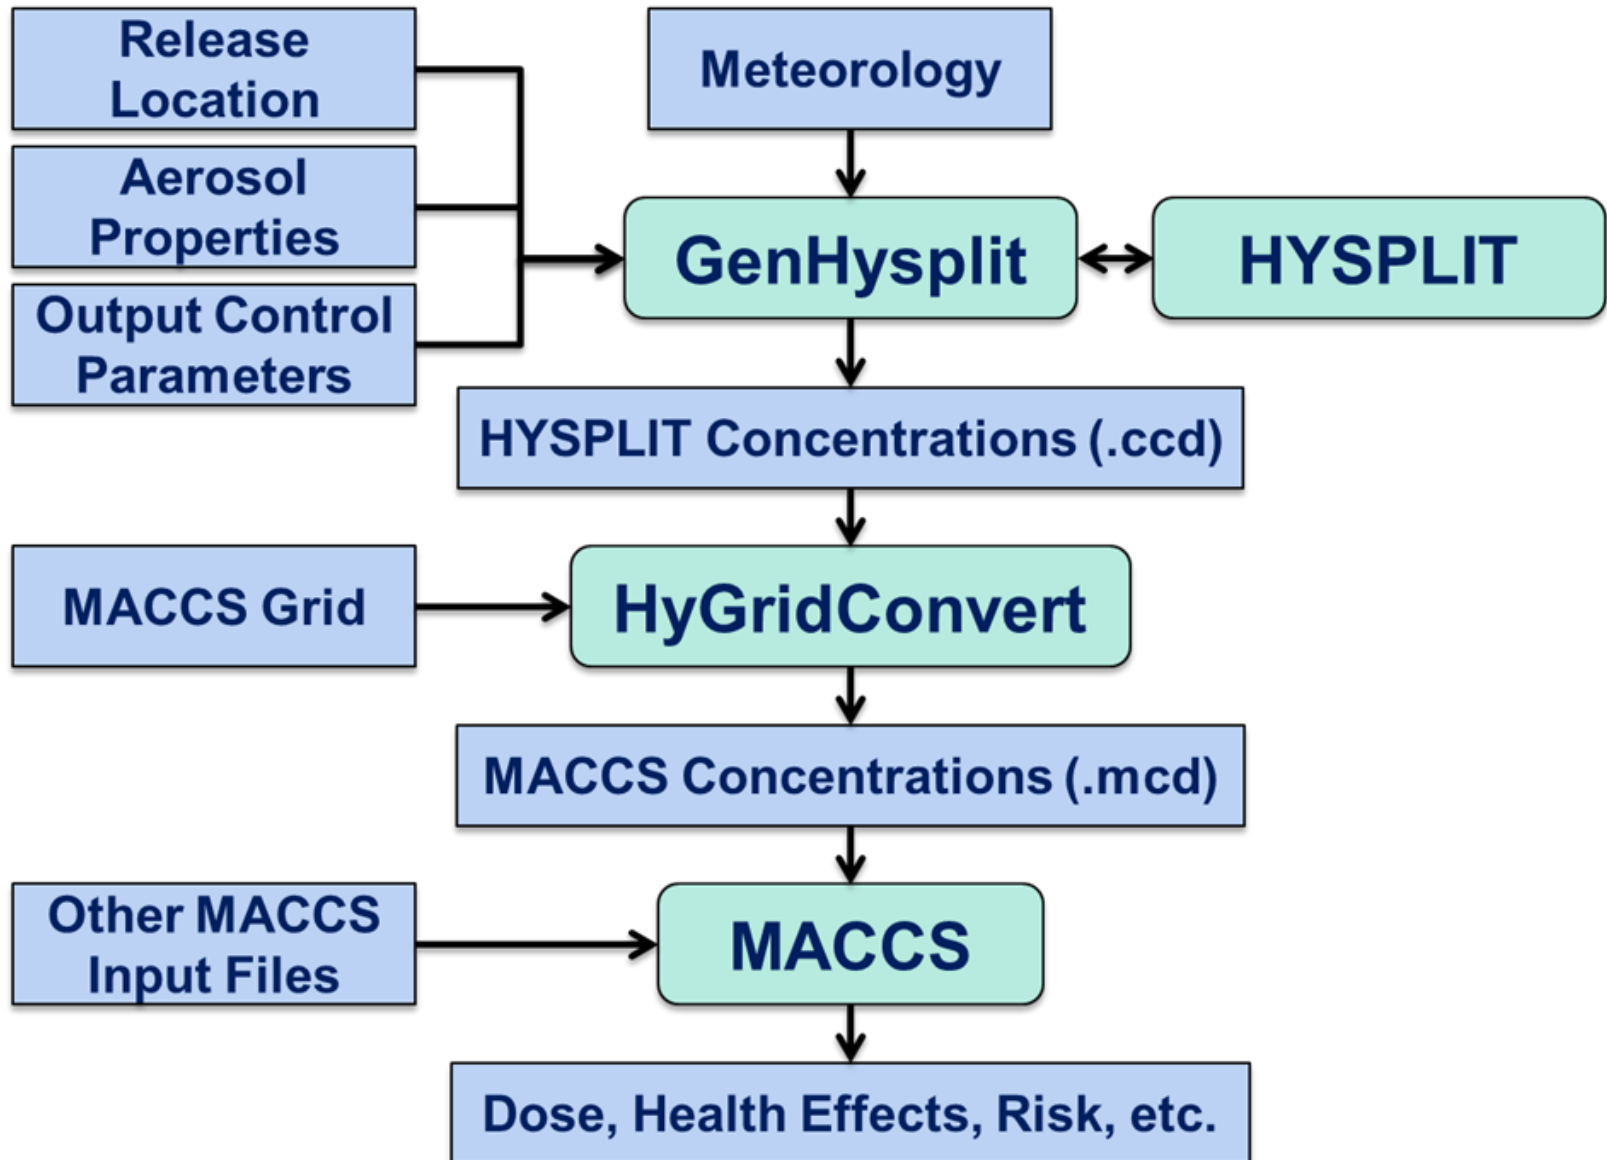 Release
Location
Meteorology
Aerosol
Properties
GenHysplit
HYSPLIT
Output Control
Parameters
HYSPLIT Concentrations (.ccd)
MACCS Grid
HyGridConvert
MACCS Concentrations (.mcd)
Other MACCS
Input Files
MACCS
Dose, Health Effects, Risk, etc.